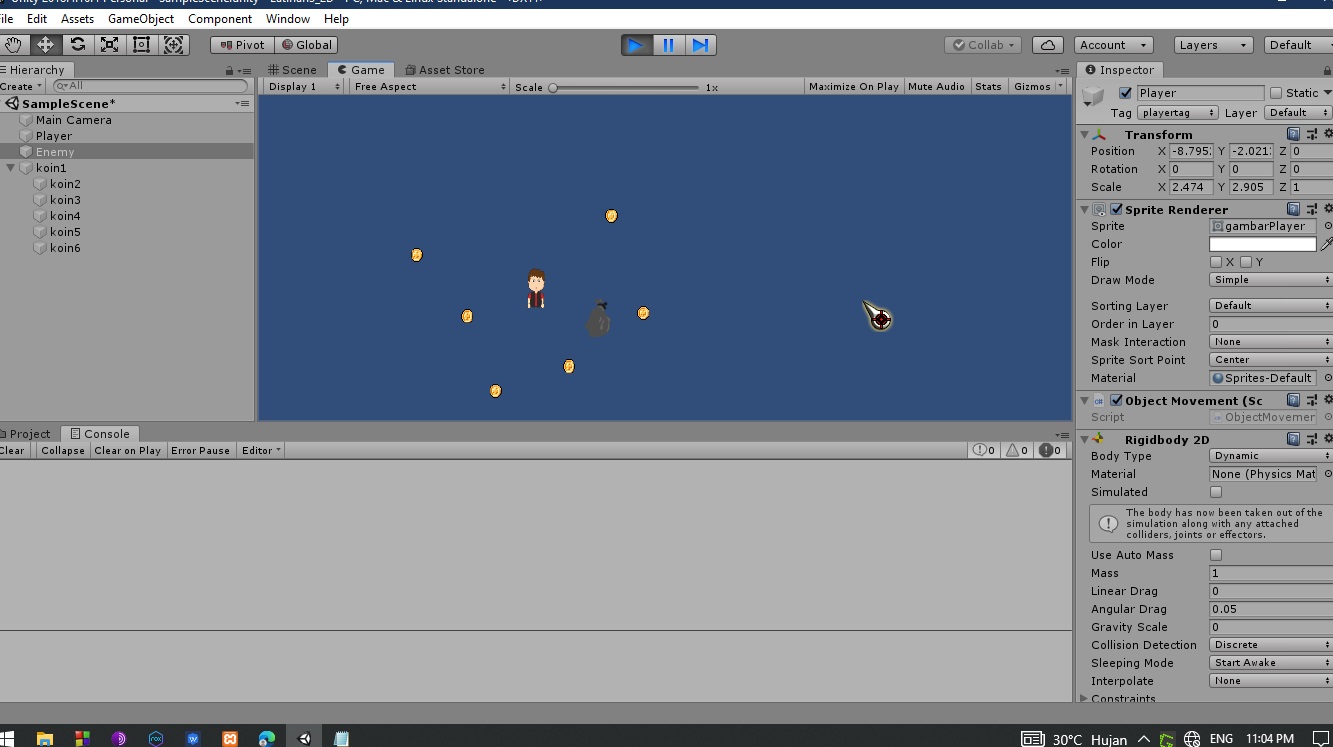 File Edit Assets GameObject Component Window Help
Pivot Global Collab Account Layers Default
Hierarchy Scene Game Asset Store Inspector
Create All Display 1 Free Aspect Scale 1x Maximize On Play Mute Audio Stats Gizmos
Player Static
SampleScene*
Tag playertag Layer Default
Main Camera
Player
Enemy
koin1
koin2
koin3
koin4
koin5
koin6
Transform
Position X -8.795 Y -2.021 Z 0
Rotation X 0 Y 0 Z 0
Scale X 2.474 Y 2.905 Z 1
Sprite Renderer
Sprite gambarPlayer
Color
Flip X Y
Draw Mode Simple
Sorting Layer Default
Order in Layer 0
Mask Interaction None
Sprite Sort Point Center
Material Sprites-Default
Object Movement (Sc
Script ObjectMovemen
Rigidbody 2D
Body Type Dynamic
Material None (Physics Mat
Simulated
The body has now been taken out of the
simulation along with any attached
colliders, joints or effectors.
Use Auto Mass
Mass 1
Linear Drag 0
Angular Drag 0.05
Gravity Scale 0
Collision Detection Discrete
Sleeping Mode Start Awake
Interpolate None
Constraints
Project Console
Clear Collapse Clear on Play Error Pause Editor 0 0 0
30°C Hujan ENG 11:04 PM